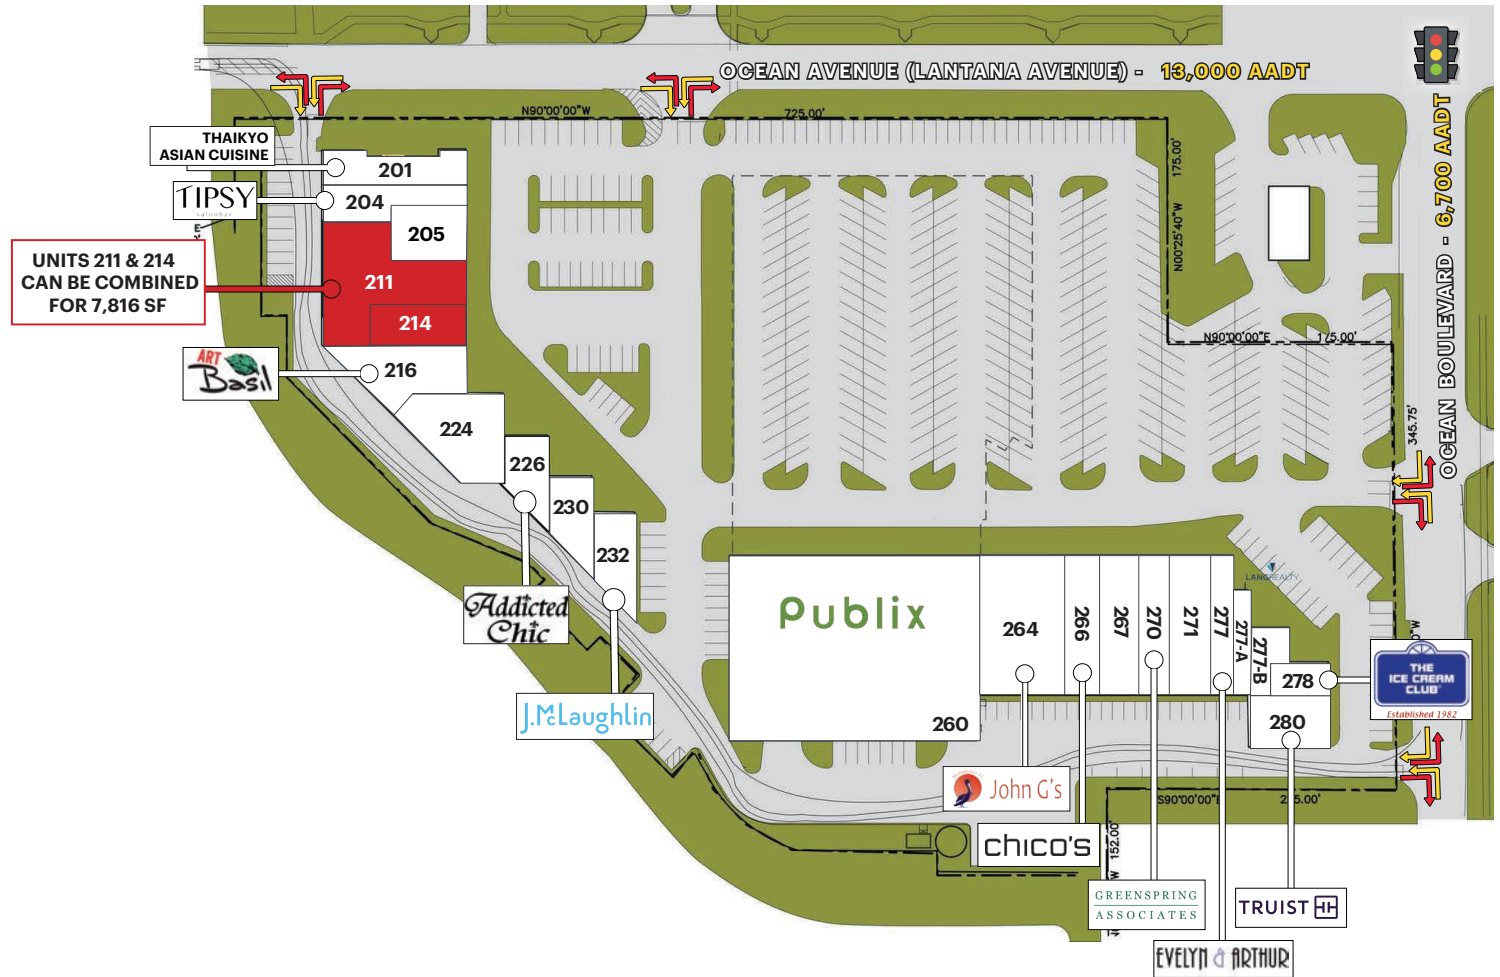 OCEAN AVENUE (LANTANA AVENUE) - 13,000 AADT
OCEAN BOULEVARD - 6,700 AADT
N90°00'00"W
725.00'
175.00'
N00°25'40"W
N90°00'00"E
175.00'
345.75'
THAIKYO
ASIAN CUISINE
TIPSY
salonbar
UNITS 211 & 214
CAN BE COMBINED
FOR 7,816 SF
ART
Basil
201
204
205
211
214
216
224
226
230
232
Addicted
Chic
J.McLaughlin
Publix
260
264
266
267
270
271
277
277-A
277-B
278
280
LANG REALTY
THE
ICE CREAM
CLUB
Established 1982
John G's
chico's
GREENSPRING
ASSOCIATES
EVELYN & ARTHUR
TRUIST
S90°00'00"E
152.00'